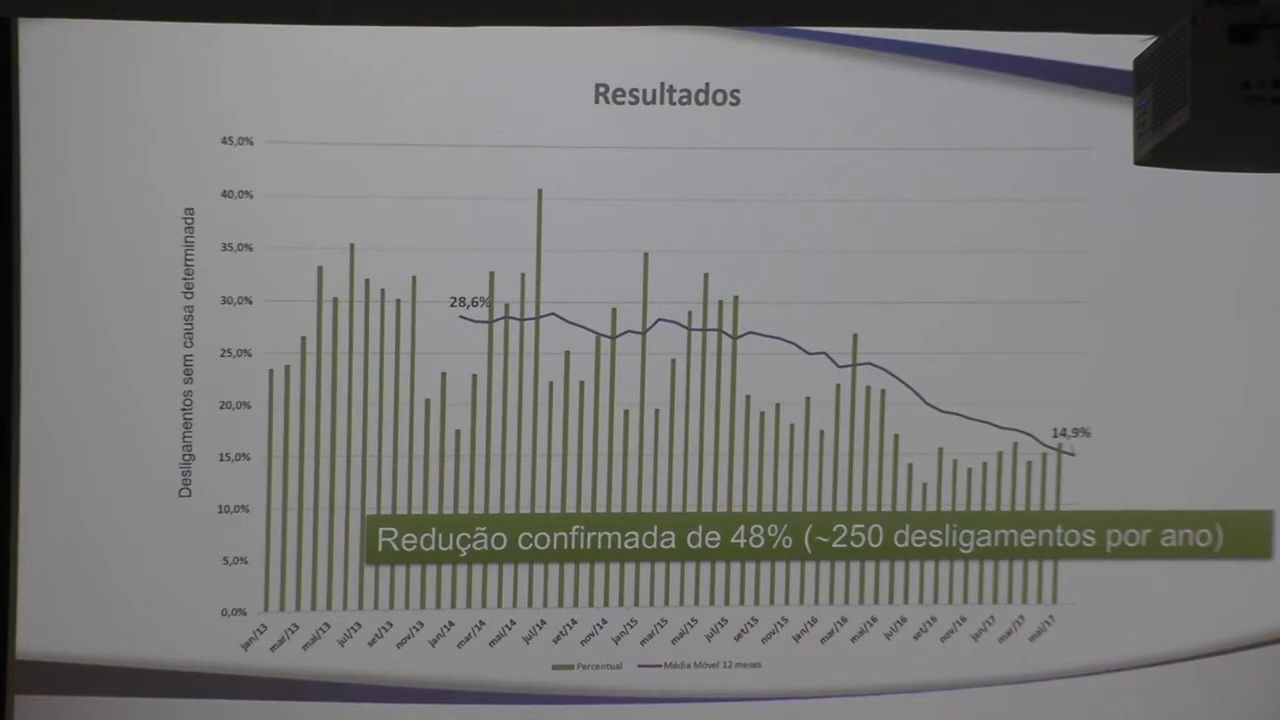 Resultados
45,0%
40,0%
35,0%
30,0%
25,0%
20,0%
15,0%
10,0%
5,0%
0,0%
Desligamentos sem causa determinada
28,6%
14,9%
Redução confirmada de 48% (~250 desligamentos por ano)
jan/13
mar/13
mai/13
jul/13
set/13
nov/13
jan/14
mar/14
mai/14
jul/14
set/14
nov/14
jan/15
mar/15
mai/15
jul/15
set/15
nov/15
jan/16
mar/16
mai/16
jul/16
set/16
nov/16
jan/17
mar/17
mai/17
Percentual
Média Móvel 12 meses